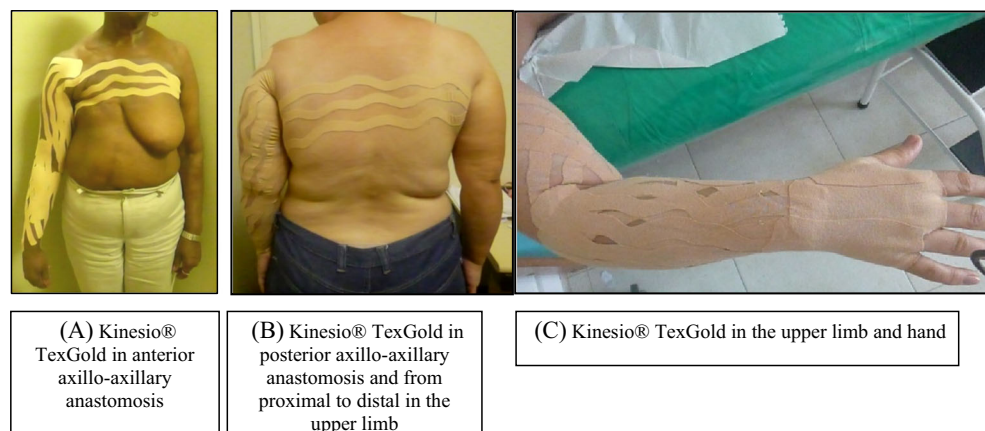 (A) Kinesio®
TexGold in anterior
axillo-axillary
anastomosis
(B) Kinesio® TexGold in
posterior axillo-axillary
anastomosis and from
proximal to distal in the
upper limb
(C) Kinesio® TexGold in the upper limb and hand